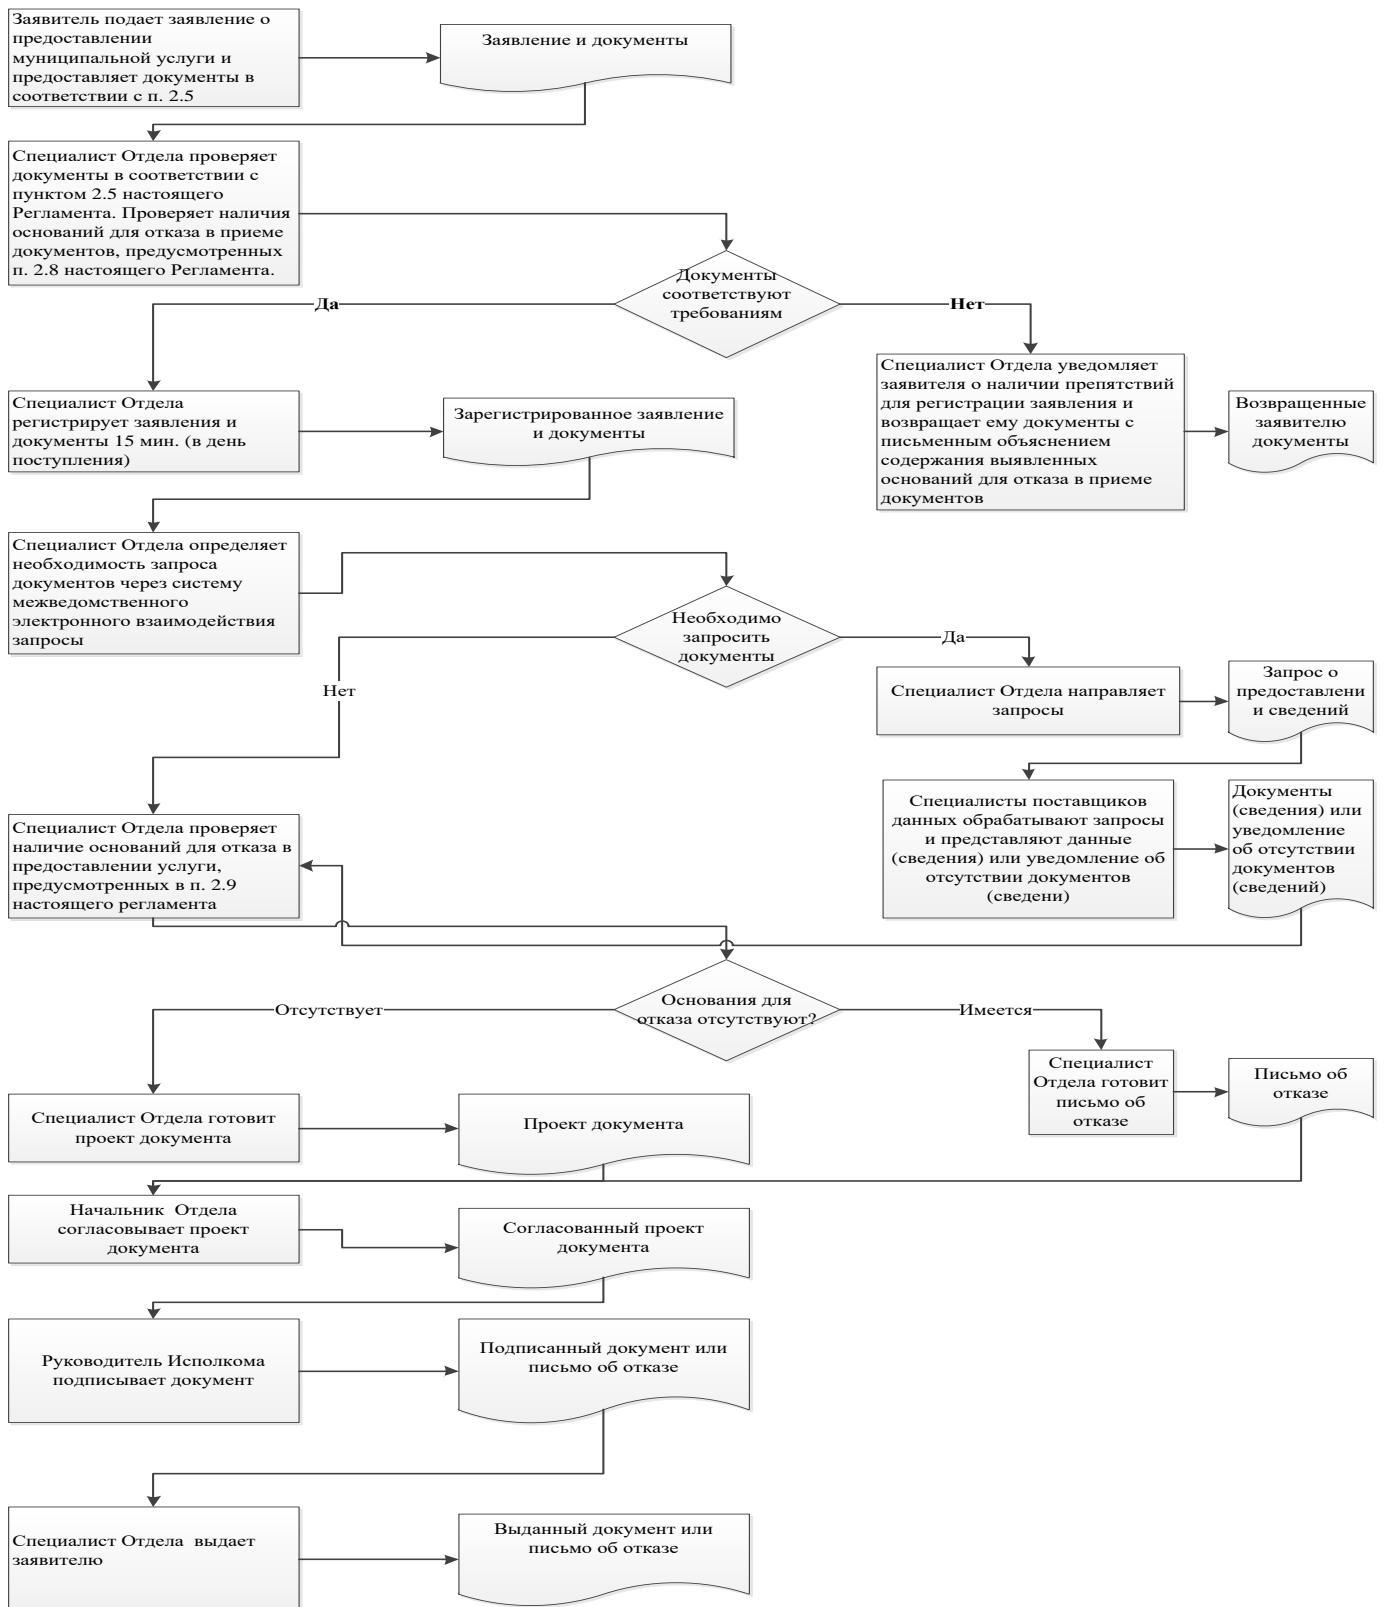 Заявитель подает заявление о
предоставлении
муниципальной услуги и
предоставляет документы в
соответствии с п. 2.5
Заявление и документы
Специалист Отдела проверяет
документы в соответствии с
пунктом 2.5 настоящего
Регламента. Проверяет наличия
оснований для отказа в приеме
документов, предусмотренных
п. 2.8 настоящего Регламента.
Документы
соответствуют
требованиям
Да
Нет
Специалист Отдела
регистрирует заявления и
документы 15 мин. (в день
поступления)
Зарегистрированное заявление
и документы
Специалист Отдела уведомляет
заявителя о наличии препятствий
для регистрации заявления и
возвращает ему документы с
письменным объяснением
содержания выявленных
оснований для отказа в приеме
документов
Возвращенные
заявителю
документы
Специалист Отдела определяет
необходимость запроса
документов через систему
межведомственного
электронного взаимодействия
запросы
Необходимо
запросить
документы
Да
Нет
Специалист Отдела направляет
запросы
Запрос о
предоставлени
и сведений
Специалисты поставщиков
данных обрабатывают запросы
и представляют данные
(сведения) или уведомление об
отсутствии документов
(сведени)
Документы
(сведения) или
уведомление
об отсутствии
документов
(сведений)
Специалист Отдела проверяет
наличие оснований для отказа в
предоставлении услуги,
предусмотренных в п. 2.9
настоящего регламента
Основания для
отказа отсутствуют?
Отсутствует
Имеется
Специалист
Отдела готовит
письмо об
отказе
Письмо об
отказе
Специалист Отдела готовит
проект документа
Проект документа
Начальник  Отдела
согласовывает проект
документа
Согласованный проект
документа
Руководитель Исполкома
подписывает документ
Подписанный документ или
письмо об отказе
Специалист Отдела  выдает
заявителю
Выданный документ или
письмо об отказе